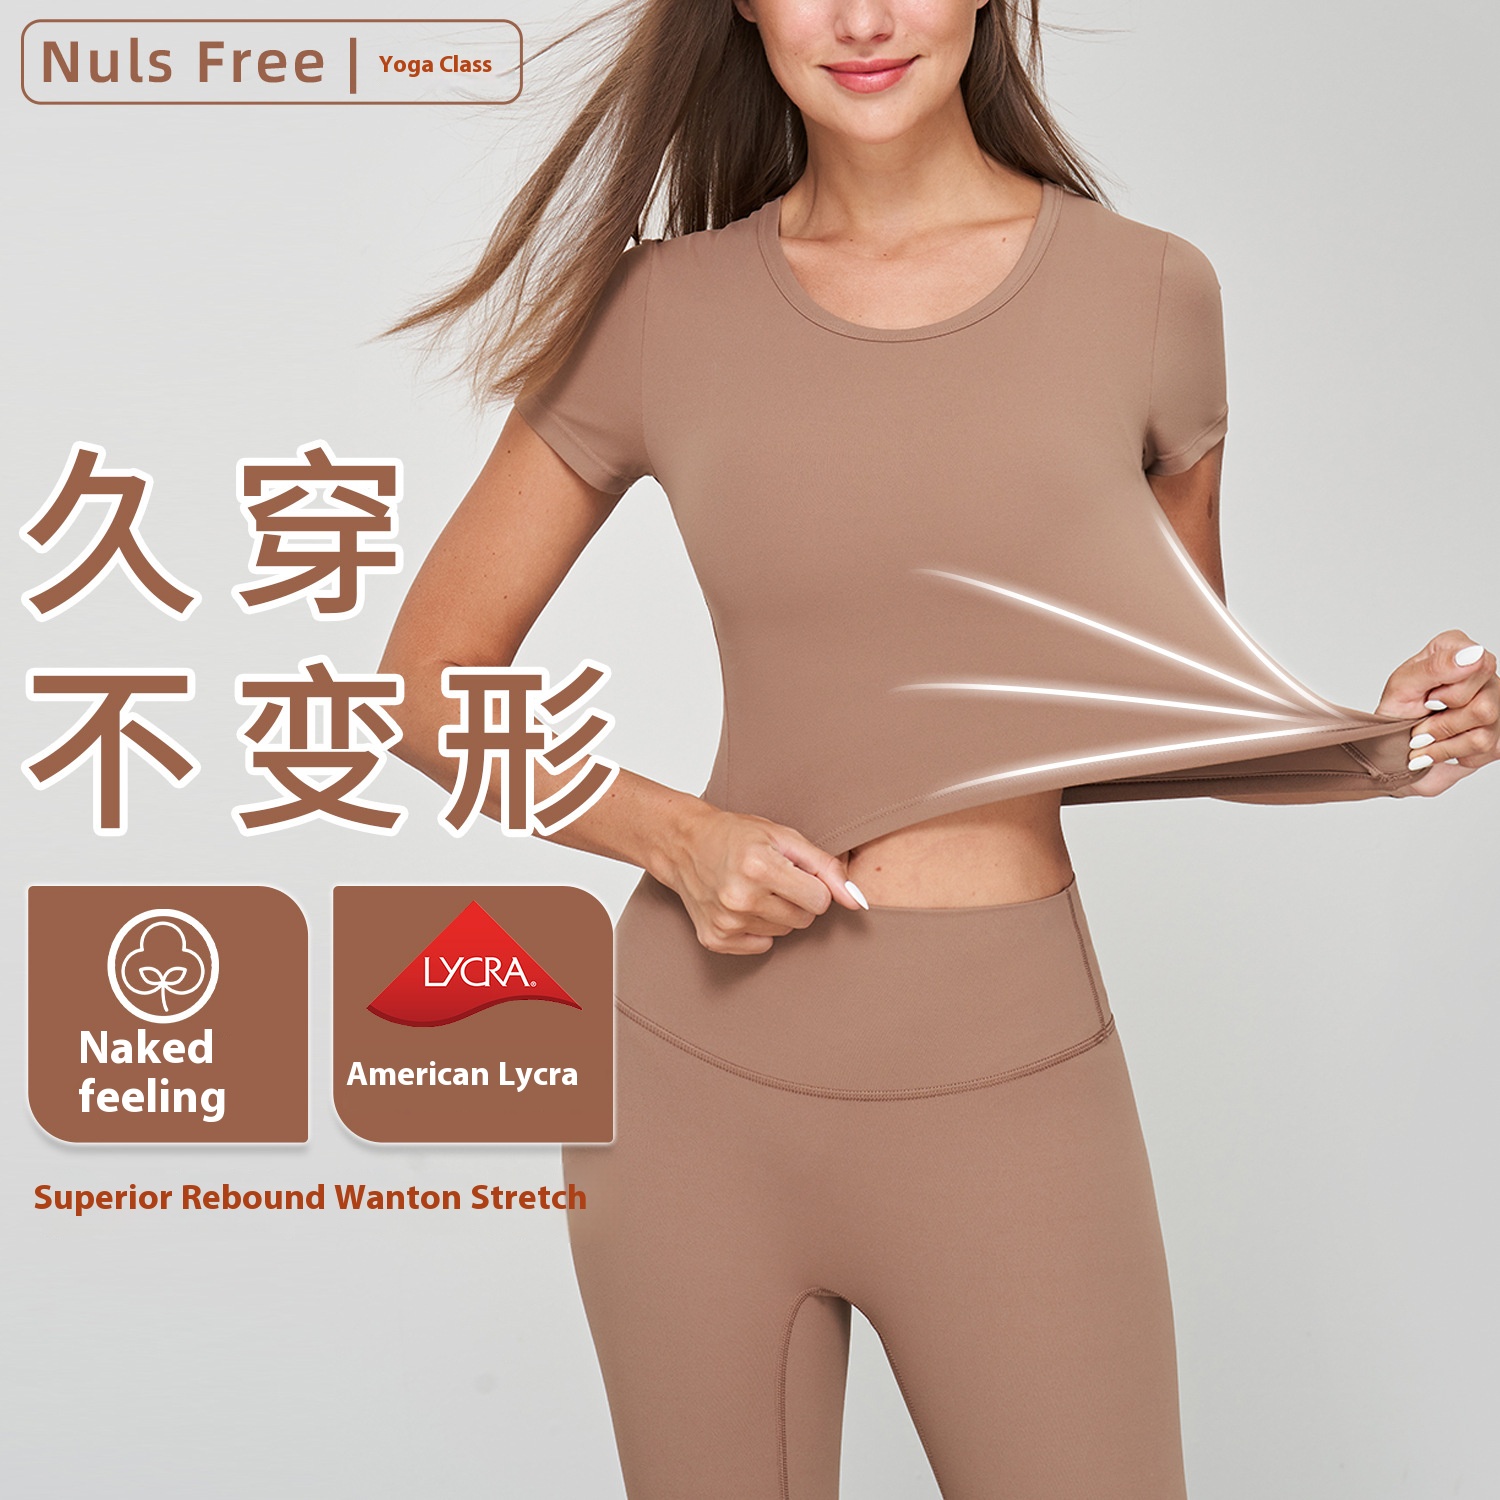 Nuls Free | Yoga Class
久穿
不变形
LYCRA®
Naked
feeling
American Lycra
Superior Rebound Wanton Stretch